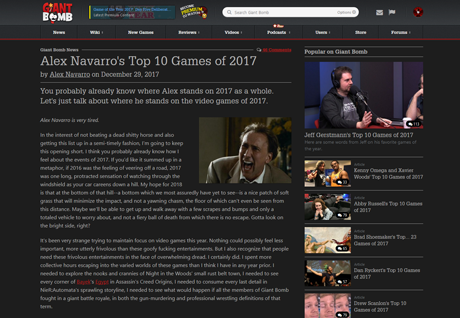 GIANT BOMB
Game of the Year 2017: Day Five Deliberations
Latest Premium Content
BECOME PREMIUM
Search Giant Bomb
Options
News
Wiki
New Games
Reviews
Videos
Podcasts
Users
Store
Forums
Giant Bomb News
Comments
Alex Navarro's Top 10 Games of 2017
by Alex Navarro on December 29, 2017
You probably already know where Alex stands on 2017 as a whole.
Let's just talk about where he stands on the video games of 2017.
Alex Navarro is very tired.
In the interest of not beating a dead shitty horse and also
getting this list up in a semi-timely fashion, I'm going to
keep this opening short. I think you probably already know how I
feel about the events of 2017. If you'd like it summed up in a
metaphor, if 2016 was the feeling of veering off a road, 2017
was one long, protracted sensation of watching through the
windshield as your car careens down a hill. My hope for 2018
is that at the bottom of that hill--a bottom which we most assuredly have yet to see--is a nice patch of soft
grass that will minimize the impact, and not a yawning chasm, the floor of which can't even be seen from
this distance. Maybe we'll be able to get up and walk away with a few scrapes and bumps and only a
totaled vehicle to worry about, and not a fiery ball of death from which there is no escape. Gotta look on
the bright side, right?
It's been very strange trying to maintain focus on video games this year. Nothing could possibly feel less
important, more utterly frivolous than these goofy fucking entertainments. But I also recognize that people
need these frivolous entertainments in the face of overwhelming dread. I certainly did. I spent more
collective hours escaping into the varied worlds of these games than I think I have in any year prior. I
needed to explore the nooks and crannies of Night in the Woods' small rust belt town, I needed to see
every corner of Egypt in Assassin's Creed Origins, I needed to consume every last detail in
NieR:Automata's sprawling storyline, I needed to see what would happen if all the members of Giant Bomb
fought in a giant battle royale, in both the gun-murdering and professional wrestling definitions of that
term.
Popular on Giant Bomb
Jeff Gerstmann's Top 10 Games of 2017
Here are some words from Jeff on his favorite games of
the year.
Kenny Omega and Xavier
Woods' Top 10 Games of 2017
Abby Russell's Top 10 Games
of 2017
Brad Shoemaker's Top...
of 2017
Dan Ryckert's Top 10 Games of
2017
Drew Scanlon's Top 10 Games
of 2017